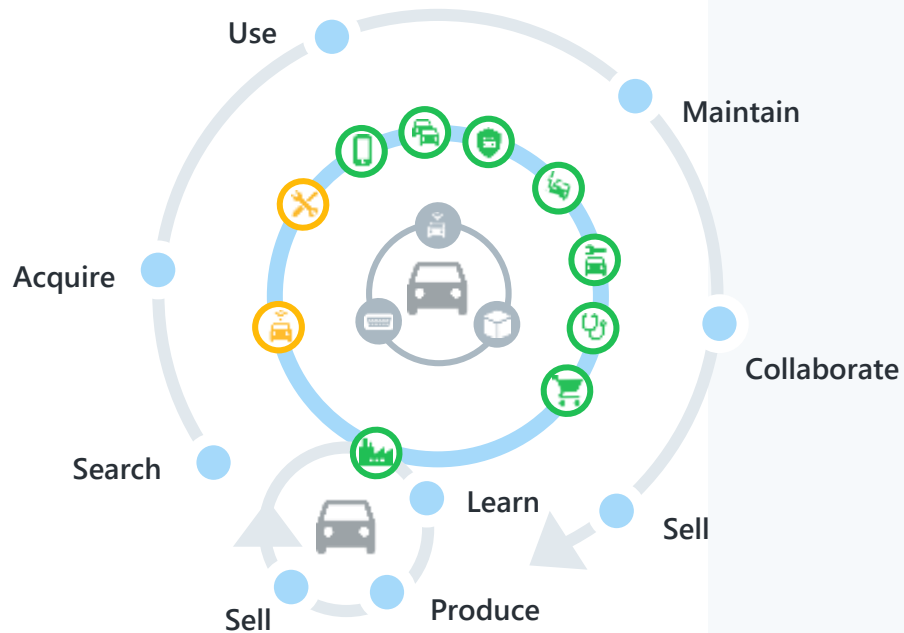 Use
Maintain
Acquire
Collaborate
Search
Learn
Sell
Produce
Sell